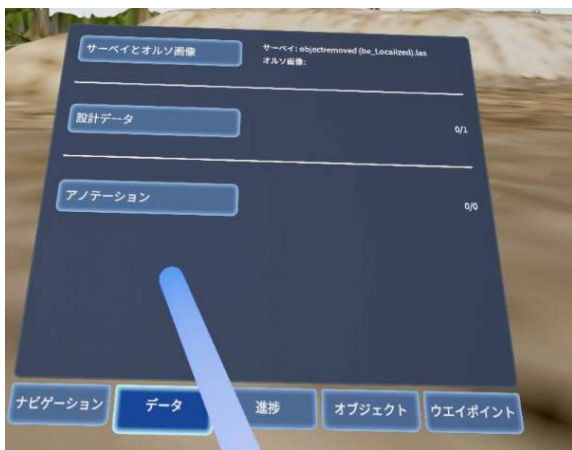 サーベイとオルソ画像
サーベイ: objectremoved (be_Localized).las
オルソ画像:
設計データ
0/1
アノテーション
0/0
ナビゲーション
データ
進捗
オブジェクト
ウエイポイント